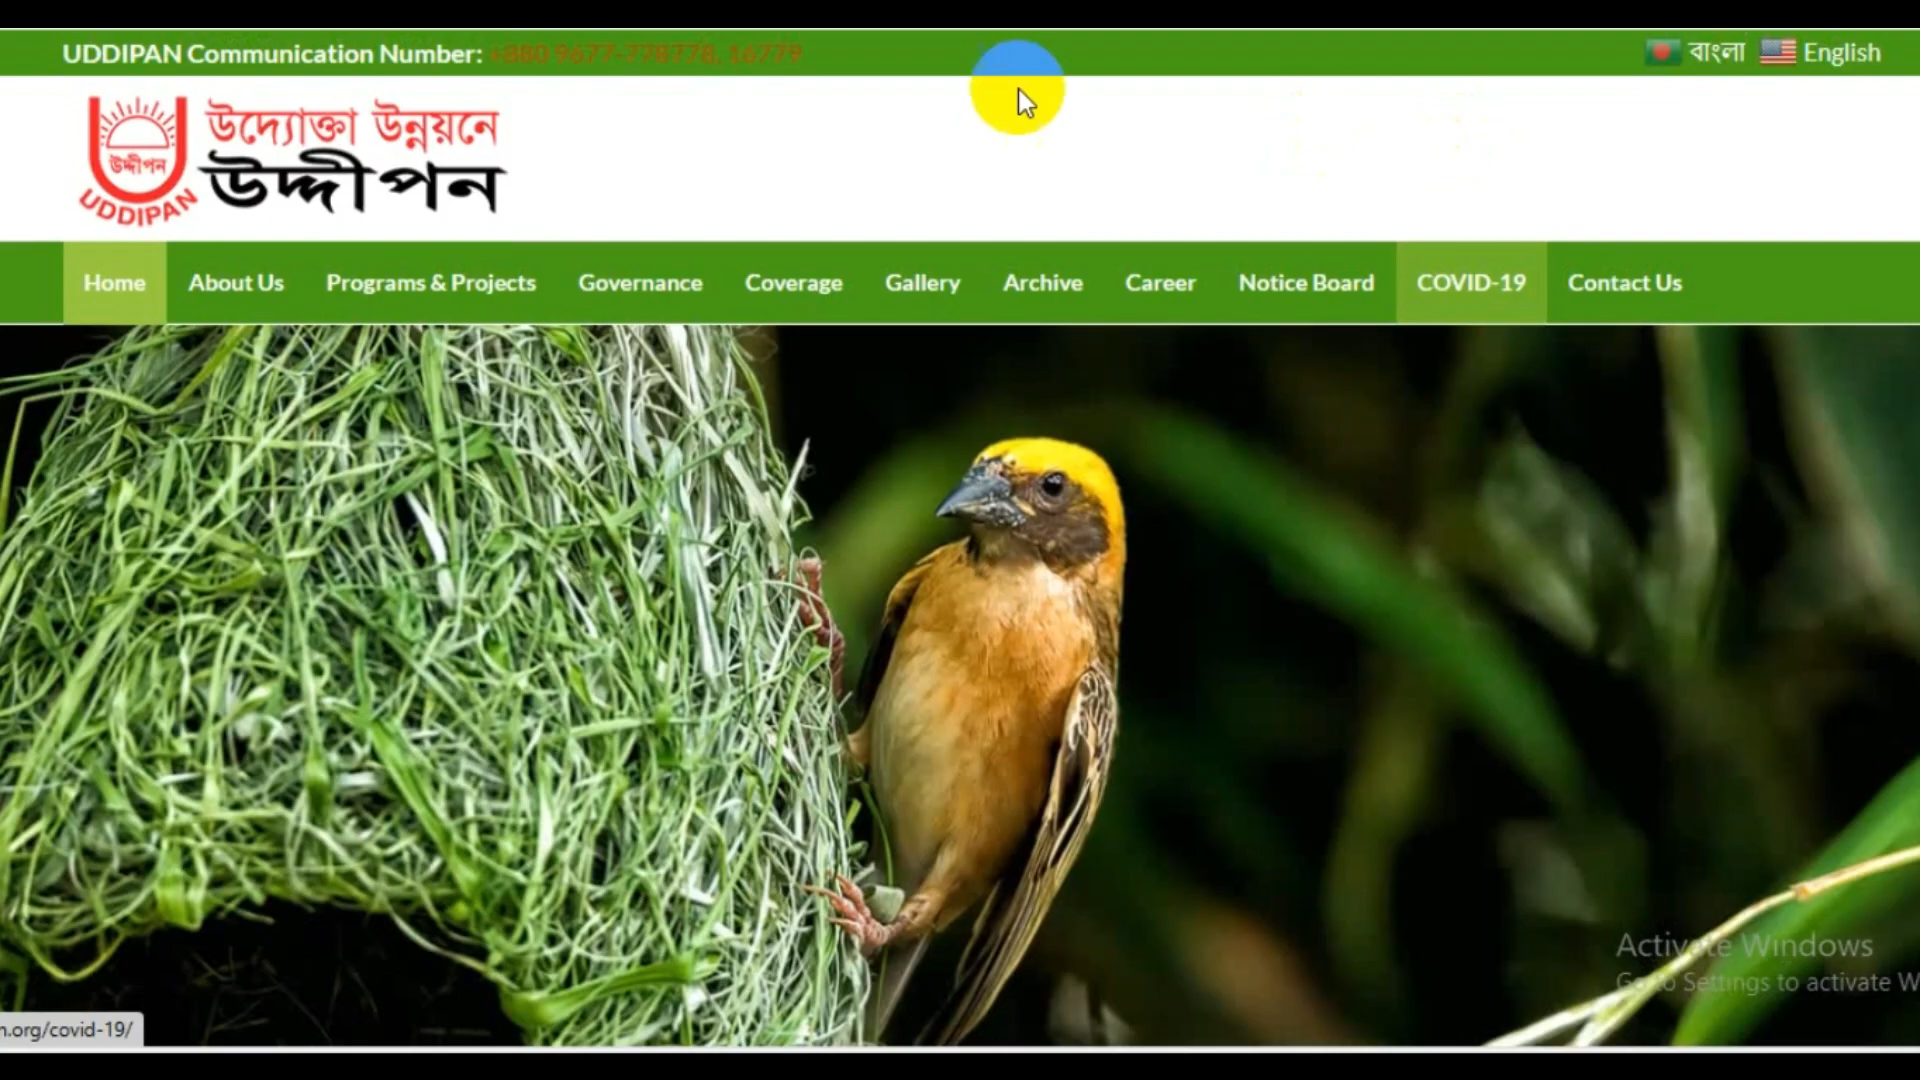 UDDIPAN Communication Number: +880 9677-778778, 16779
বাংলা English
উদ্যোক্তা উন্নয়নে
উদ্দীপন
উদ্দীপন
UDDIPAN
Home About Us Programs & Projects Governance Coverage Gallery Archive Career Notice Board COVID-19 Contact Us
Activate Windows
Go to Settings to activate W
n.org/covid-19/